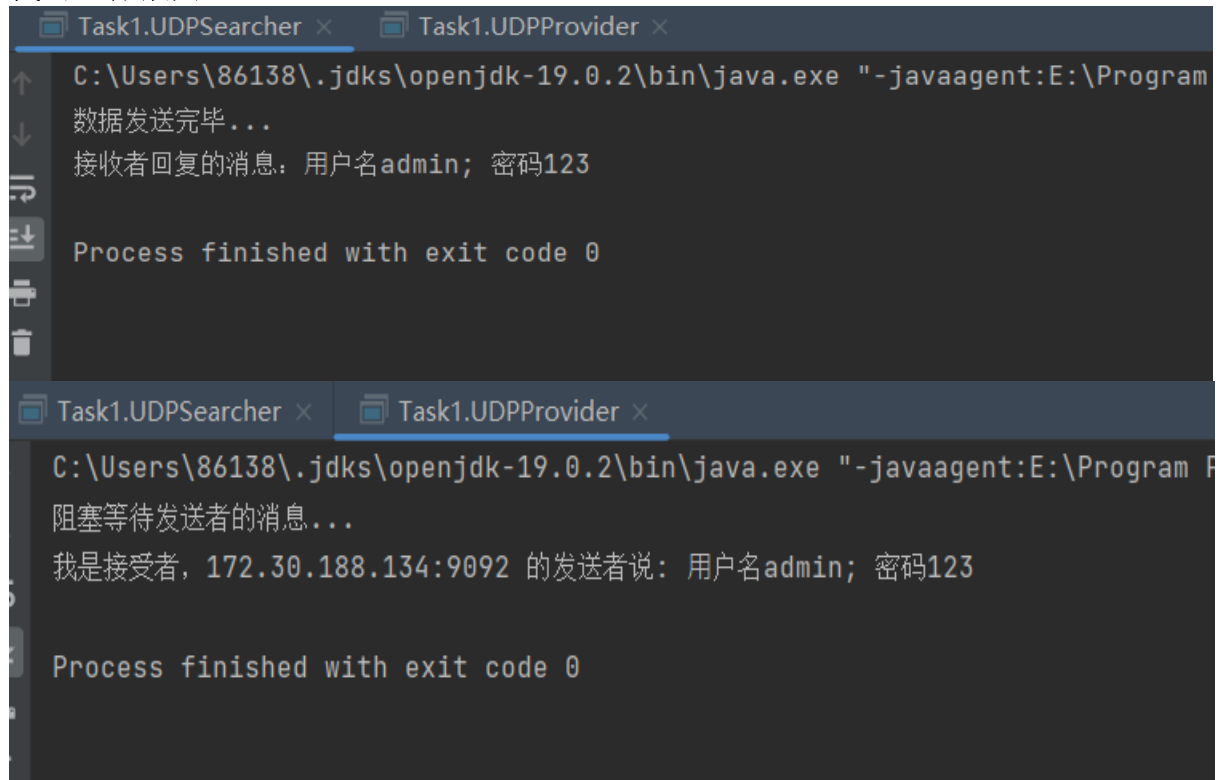 Task1.UDPSearcher × Task1.UDPProvider ×
C:\Users\86138\.jdks\openjdk-19.0.2\bin\java.exe "-javaagent:E:\Program
数据发送完毕...
接收者回复的消息：用户名admin; 密码123
Process finished with exit code 0
Task1.UDPSearcher × Task1.UDPProvider ×
C:\Users\86138\.jdks\openjdk-19.0.2\bin\java.exe "-javaagent:E:\Program F
阻塞等待发送者的消息...
我是接受者，172.30.188.134:9092 的发送者说: 用户名admin; 密码123
Process finished with exit code 0